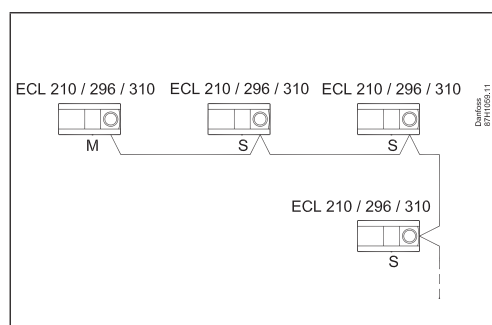 ECL 210 / 296 / 310 ECL 210 / 296 / 310 ECL 210 / 296 / 310
M S S
ECL 210 / 296 / 310
S
Danfoss
87H1059.11